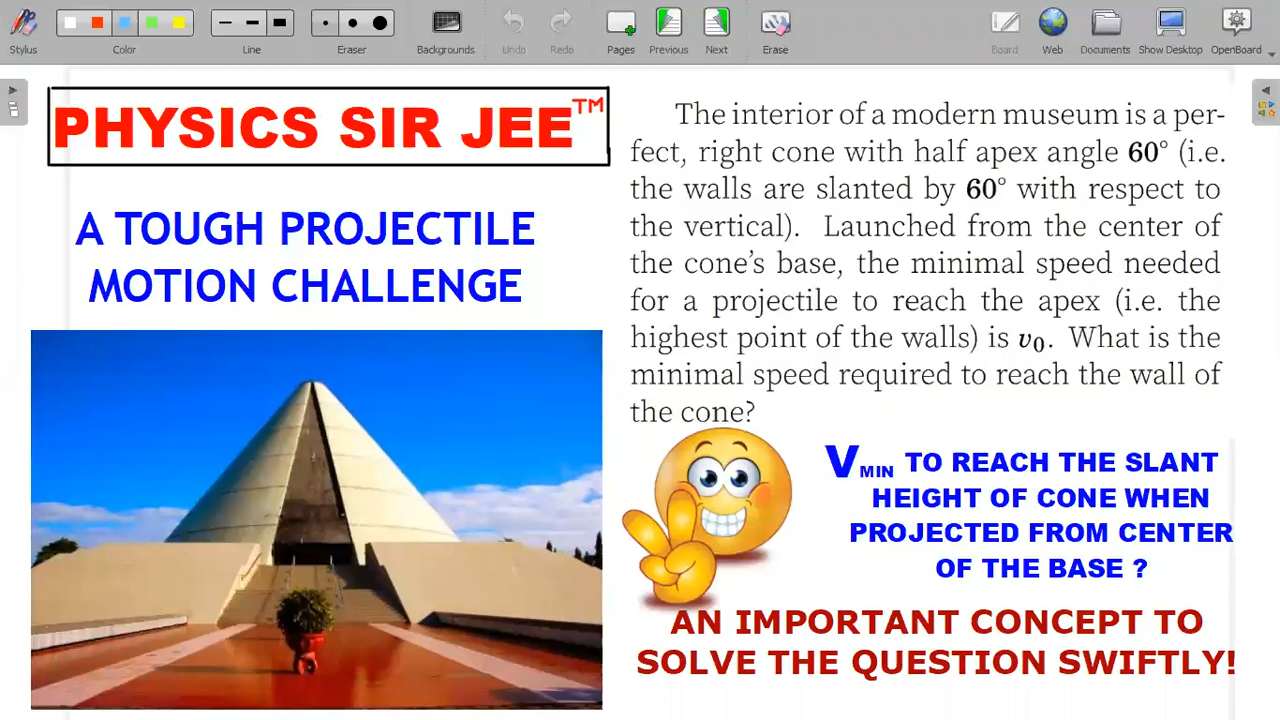 Stylus
Color
Line
Eraser
Backgrounds
Undo
Redo
Pages
Previous
Next
Erase
Board
Web
Documents
Show Desktop
OpenBoard
PHYSICS SIR JEE™
A TOUGH PROJECTILE
MOTION CHALLENGE
The interior of a modern museum is a per-
fect, right cone with half apex angle 60° (i.e.
the walls are slanted by 60° with respect to
the vertical). Launched from the center of
the cone's base, the minimal speed needed
for a projectile to reach the apex (i.e. the
highest point of the walls) is v₀. What is the
minimal speed required to reach the wall of
the cone?
VMIN TO REACH THE SLANT
HEIGHT OF CONE WHEN
PROJECTED FROM CENTER
OF THE BASE ?
AN IMPORTANT CONCEPT TO
SOLVE THE QUESTION SWIFTLY!